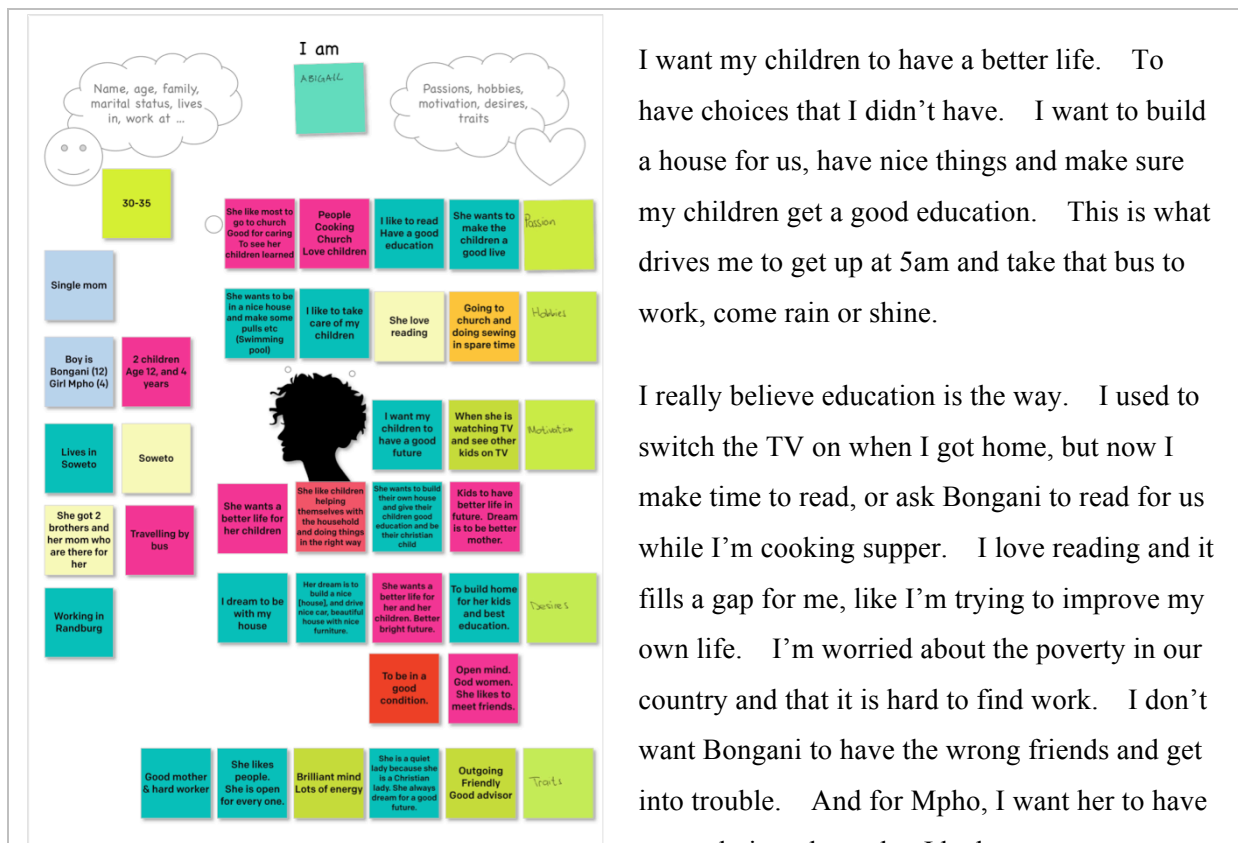 I am
ABIGAIL
Name, age, family,
marital status, lives
in, work at ...
Passions, hobbies,
motivation, desires,
traits
30-35
Single mom
Boy is
Bongani (12)
Girl Mpho (4)
2 children
Age 12, and 4
years
Lives in
Soweto
Soweto
She got 2
brothers and
her mom who
are there for
her
Travelling by
bus
Working in
Randburg
She like most to
go to church
Good for caring
To see her
children learned
People
Cooking
Church
Love children
I like to read
Have a good
education
She wants to
make the
children a
good live
Passion
She wants to be
in a nice house
and make some
pulls etc
(Swimming
pool)
I like to take
care of my
children
She love
reading
Going to
church and
doing sewing
in spare time
Hobbies
I want my
children to
have a good
future
When she is
watching TV
and see other
kids on TV
Motivation
She wants a
better life for
her children
She like children
helping
themselves with
the household
and doing things
in the right way
She wants to build
their own house
and give their
children good
education and be
their christian
child
Kids to have
better life in
future. Dream
is to be better
mother.
I dream to be
with my
house
Her dream is to
build a nice
[house], and drive
nice car, beautiful
house with nice
furniture.
She wants a
better life for
her and her
children. Better
bright future.
To build home
for her kids
and best
education.
Desires
To be in a
good
condition.
Open mind.
God women.
She likes to
meet friends.
Good mother
& hard worker
She likes
people.
She is open
for every one.
Brilliant mind
Lots of energy
She is a quiet
lady because she
is a Christian
lady. She always
dream for a good
future.
Outgoing
Friendly
Good advisor
Traits
I want my children to have a better life. To
have choices that I didn't have. I want to build
a house for us, have nice things and make sure
my children get a good education. This is what
drives me to get up at 5am and take that bus to
work, come rain or shine.
I really believe education is the way. I used to
switch the TV on when I got home, but now I
make time to read, or ask Bongani to read for us
while I'm cooking supper. I love reading and it
fills a gap for me, like I'm trying to improve my
own life. I'm worried about the poverty in our
country and that it is hard to find work. I don't
want Bongani to have the wrong friends and get
into trouble. And for Mpho, I want her to have